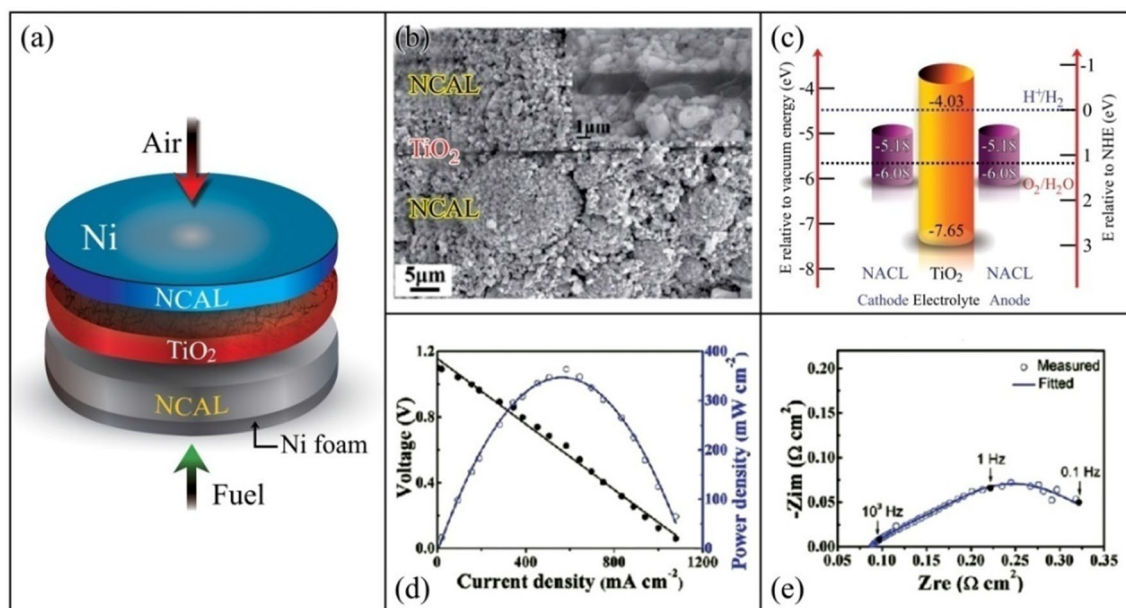 (a)
Air
Ni
NCAL
TiO2
NCAL
Ni foam
Fuel
(b)
NCAL
TiO2
NCAL
1μm
5μm
(c)
E relative to vacuum energy (eV)
-4
-5
-6
-7
-8
-4.03
H+/H2
-5.18
-5.18
-6.08
-6.08
O2/H2O
-7.65
-1
0
1
2
3
E relative to NHE (eV)
NACL TiO2 NACL
Cathode Electrolyte Anode
Voltage (V)
1.2
0.8
0.4
0.0
0 400 800 1200
Current density (mA cm-2)
400
300
200
100
0
Power density (mW cm-2)
(d)
-Zim (Ω cm2)
0.20
0.15
0.10
0.05
0.00
Measured
Fitted
10³ Hz
1 Hz
0.1 Hz
0.05 0.10 0.15 0.20 0.25 0.30 0.35
Zre (Ω cm2)
(e)